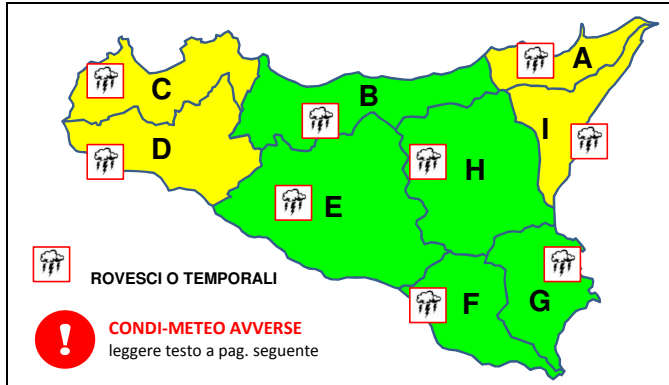 A
C
B
I
D
H
E
ROVESCI O TEMPORALI
F
G
CONDI-METEO AVVERSE
leggere testo a pag. seguente